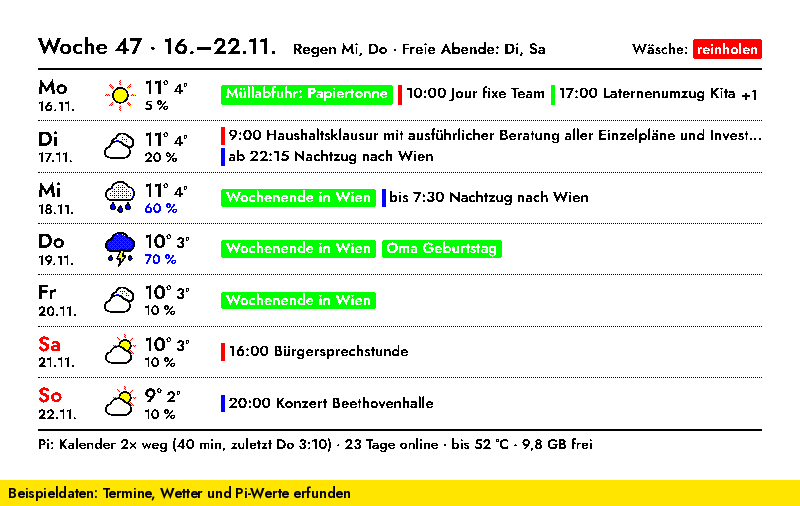 Woche 47 · 16.–22.11. Regen Mi, Do · Freie Abende: Di, Sa Wäsche: reinholen
Mo 11° 4° Müllabfuhr: Papiertonne 10:00 Jour fixe Team 17:00 Laternenumzug Kita +1
16.11. 5 %
Di 11° 4° 9:00 Haushaltsklausur mit ausführlicher Beratung aller Einzelpläne und Invest...
17.11. 20 % ab 22:15 Nachtzug nach Wien
Mi 11° 4° Wochenende in Wien bis 7:30 Nachtzug nach Wien
18.11. 60 %
Do 10° 3° Wochenende in Wien Oma Geburtstag
19.11. 70 %
Fr 10° 3° Wochenende in Wien
20.11. 10 %
Sa 10° 3° 16:00 Bürgersprechstunde
21.11. 10 %
So 9° 2° 20:00 Konzert Beethovenhalle
22.11. 10 %
Pi: Kalender 2× weg (40 min, zuletzt Do 3:10) · 23 Tage online · bis 52 °C · 9,8 GB frei
Beispieldaten: Termine, Wetter und Pi-Werte erfunden